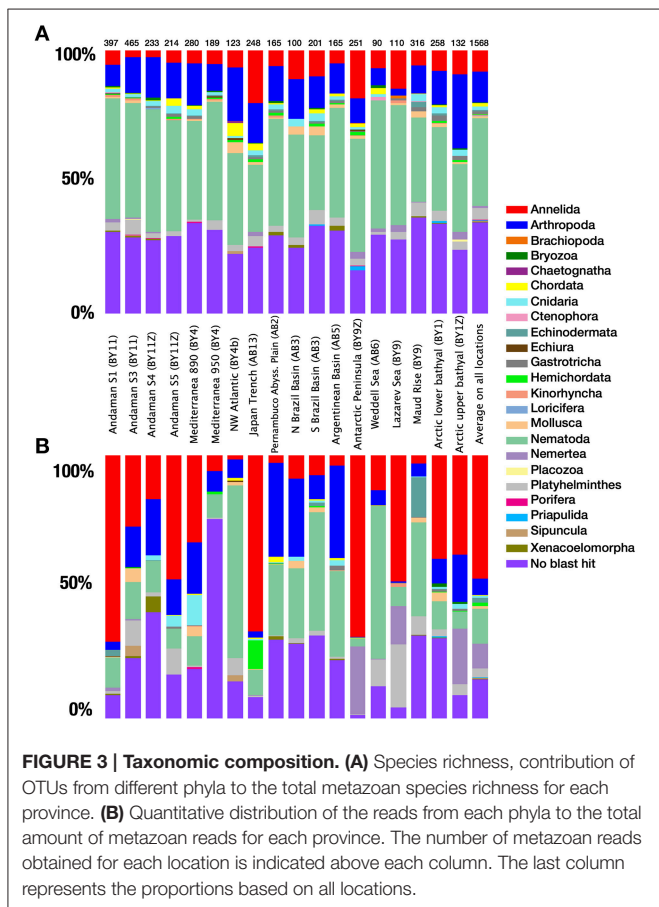 A
397 465 233 214 280 189 123 248 165 100 201 165 251 90 110 316 258 132 1568
100%
50%
0%
Andaman S1 (BY11)
Andaman S3 (BY11)
Andaman S4 (BY11Z)
Andaman S5 (BY11Z)
Mediterranea 890 (BY4)
Mediterranea 950 (BY4)
NW Atlantic (BY4b)
Japan Trench (AB13)
Pernambuco Abyss. Plain (AB2)
N Brazil Basin (AB3)
S Brazil Basin (AB3)
Argentinean Basin (AB5)
Antarctic Peninsula (BY9Z)
Weddell Sea (AB6)
Lazarev Sea (BY9)
Maud Rise (BY9)
Arctic lower bathyal (BY1)
Arctic upper bathyal (BY1Z)
Average on all locations
B
100%
50%
0%
Annelida
Arthropoda
Brachiopoda
Bryozoa
Chaetognatha
Chordata
Cnidaria
Ctenophora
Echinodermata
Echiura
Gastrotricha
Hemichordata
Kinorhyncha
Loricifera
Mollusca
Nematoda
Nemertea
Placozoa
Platyhelminthes
Porifera
Priapulida
Sipuncula
Xenacoelomorpha
No blast hit
FIGURE 3 | Taxonomic composition. (A) Species richness, contribution of
OTUs from different phyla to the total metazoan species richness for each
province. (B) Quantitative distribution of the reads from each phyla to the total
amount of metazoan reads for each province. The number of metazoan reads
obtained for each location is indicated above each column. The last column
represents the proportions based on all locations.